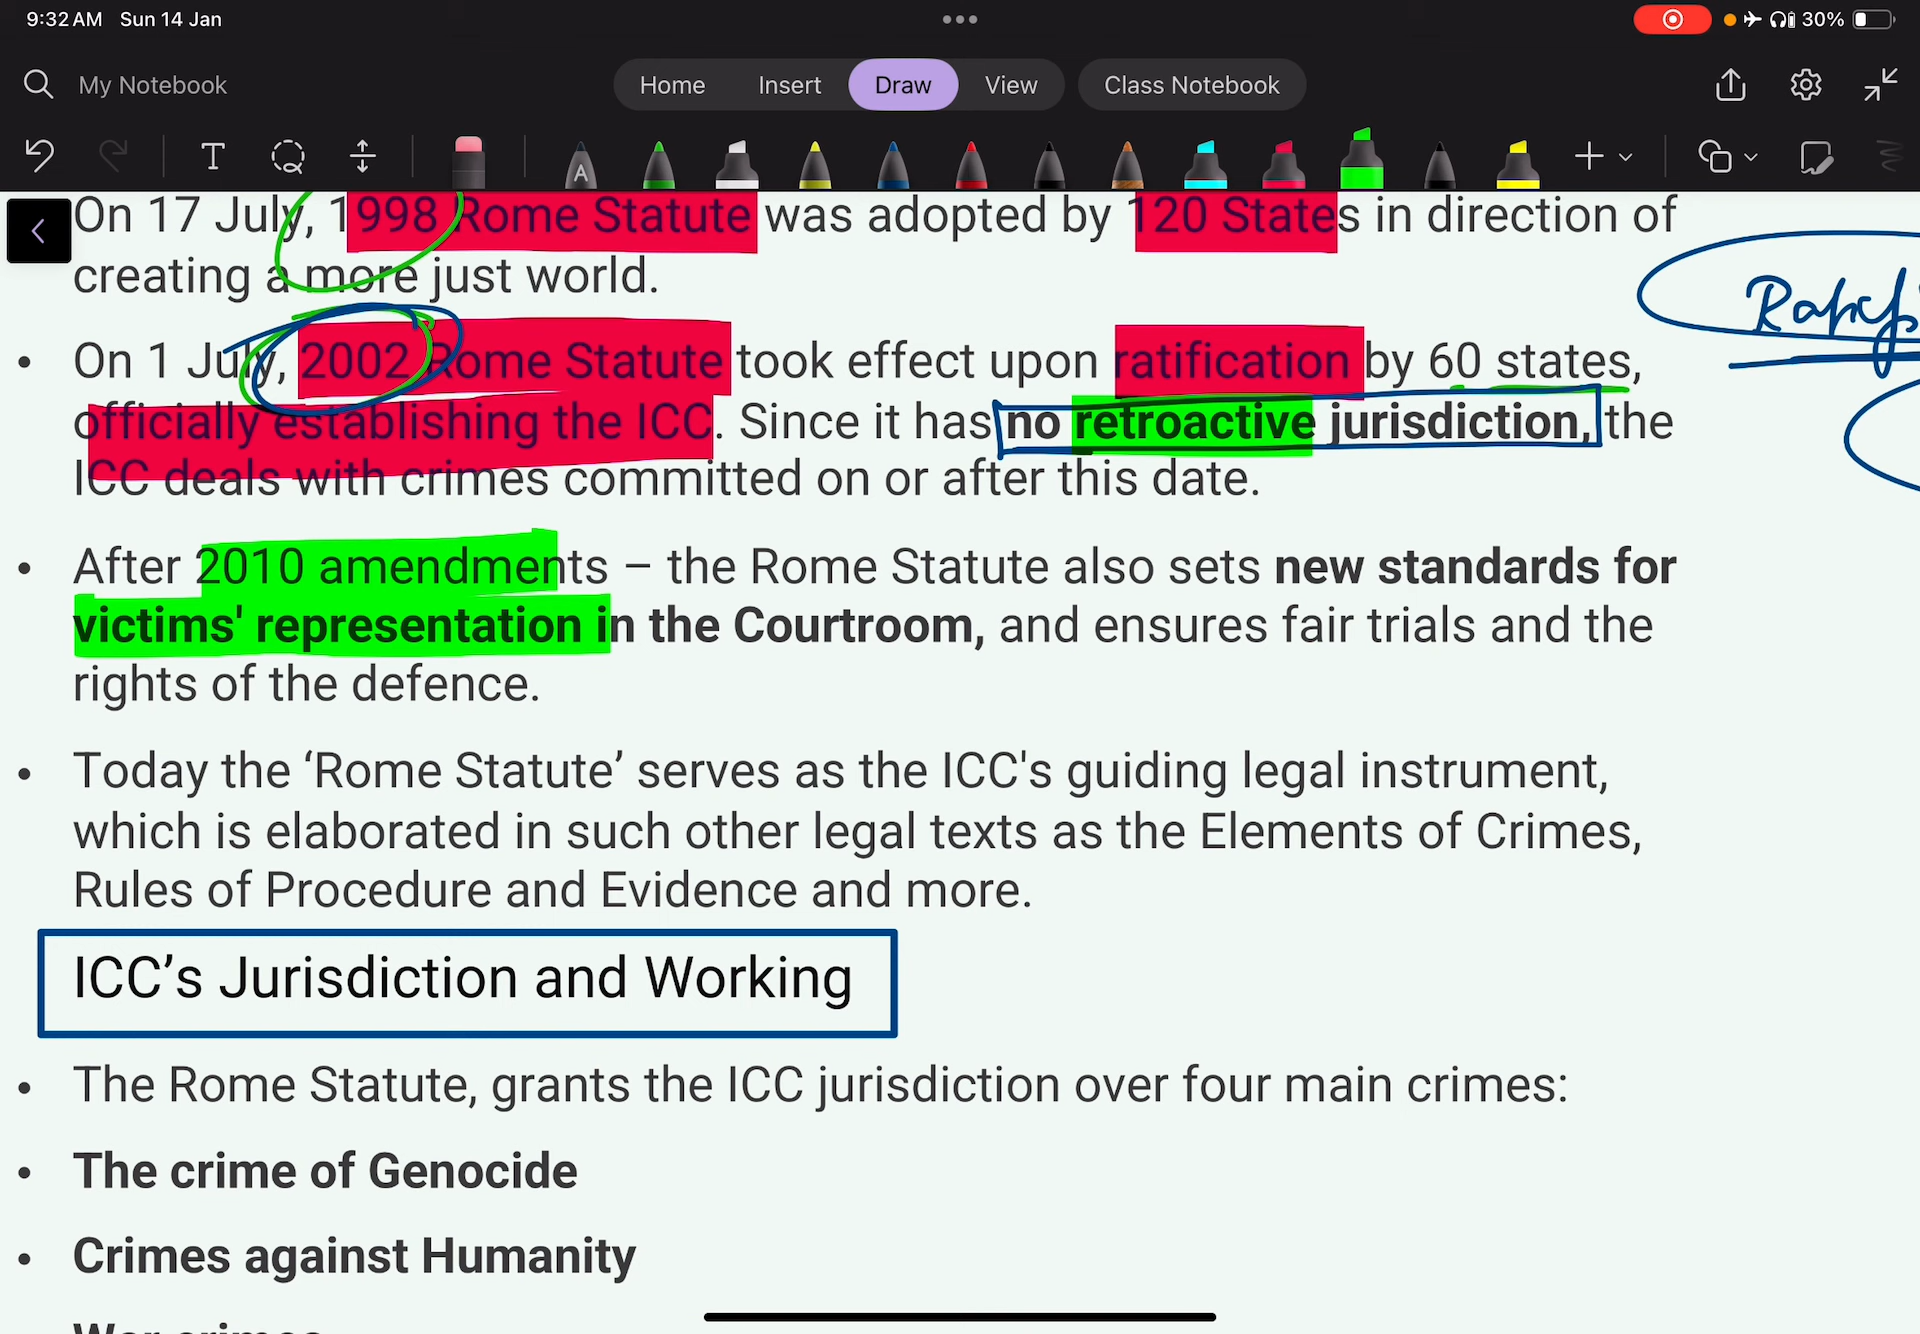 9:32 AM Sun 14 Jan
30%
My Notebook
Home Insert Draw View Class Notebook
T
A
On 17 July, 1998 Rome Statute was adopted by 120 States in direction of
creating a more just world.
• On 1 July, 2002 Rome Statute took effect upon ratification by 60 states,
officially establishing the ICC. Since it has no retroactive jurisdiction, the
ICC deals with crimes committed on or after this date.
• After 2010 amendments – the Rome Statute also sets new standards for
victims' representation in the Courtroom, and ensures fair trials and the
rights of the defence.
• Today the ‘Rome Statute’ serves as the ICC's guiding legal instrument,
which is elaborated in such other legal texts as the Elements of Crimes,
Rules of Procedure and Evidence and more.
ICC’s Jurisdiction and Working
• The Rome Statute, grants the ICC jurisdiction over four main crimes:
• The crime of Genocide
• Crimes against Humanity
War crimes